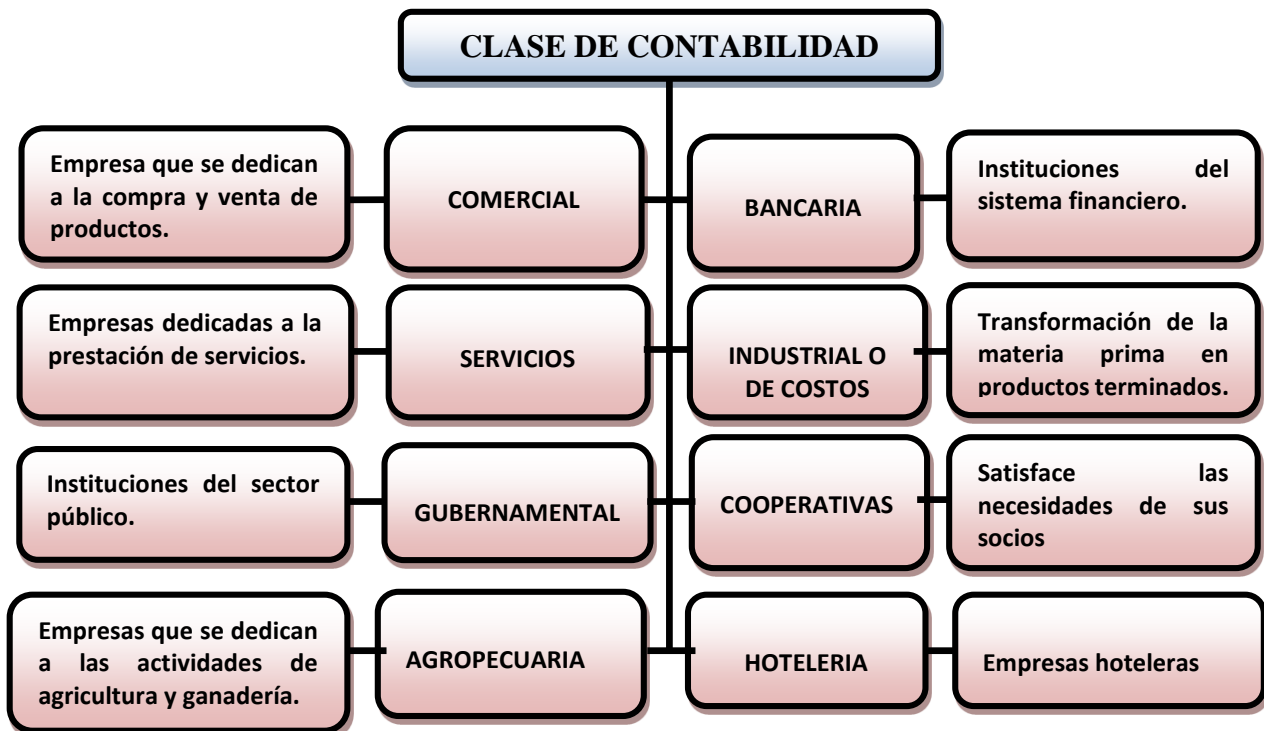 CLASE DE CONTABILIDAD
Empresa que se dedican
a la compra y venta de
productos.
COMERCIAL
BANCARIA
Instituciones del
sistema financiero.
Empresas dedicadas a la
prestación de servicios.
SERVICIOS
INDUSTRIAL O
DE COSTOS
Transformación de la
materia prima en
productos terminados.
Instituciones del sector
público.
GUBERNAMENTAL
COOPERATIVAS
Satisface las
necesidades de sus
socios
Empresas que se dedican
a las actividades de
agricultura y ganadería.
AGROPECUARIA
HOTELERIA
Empresas hoteleras